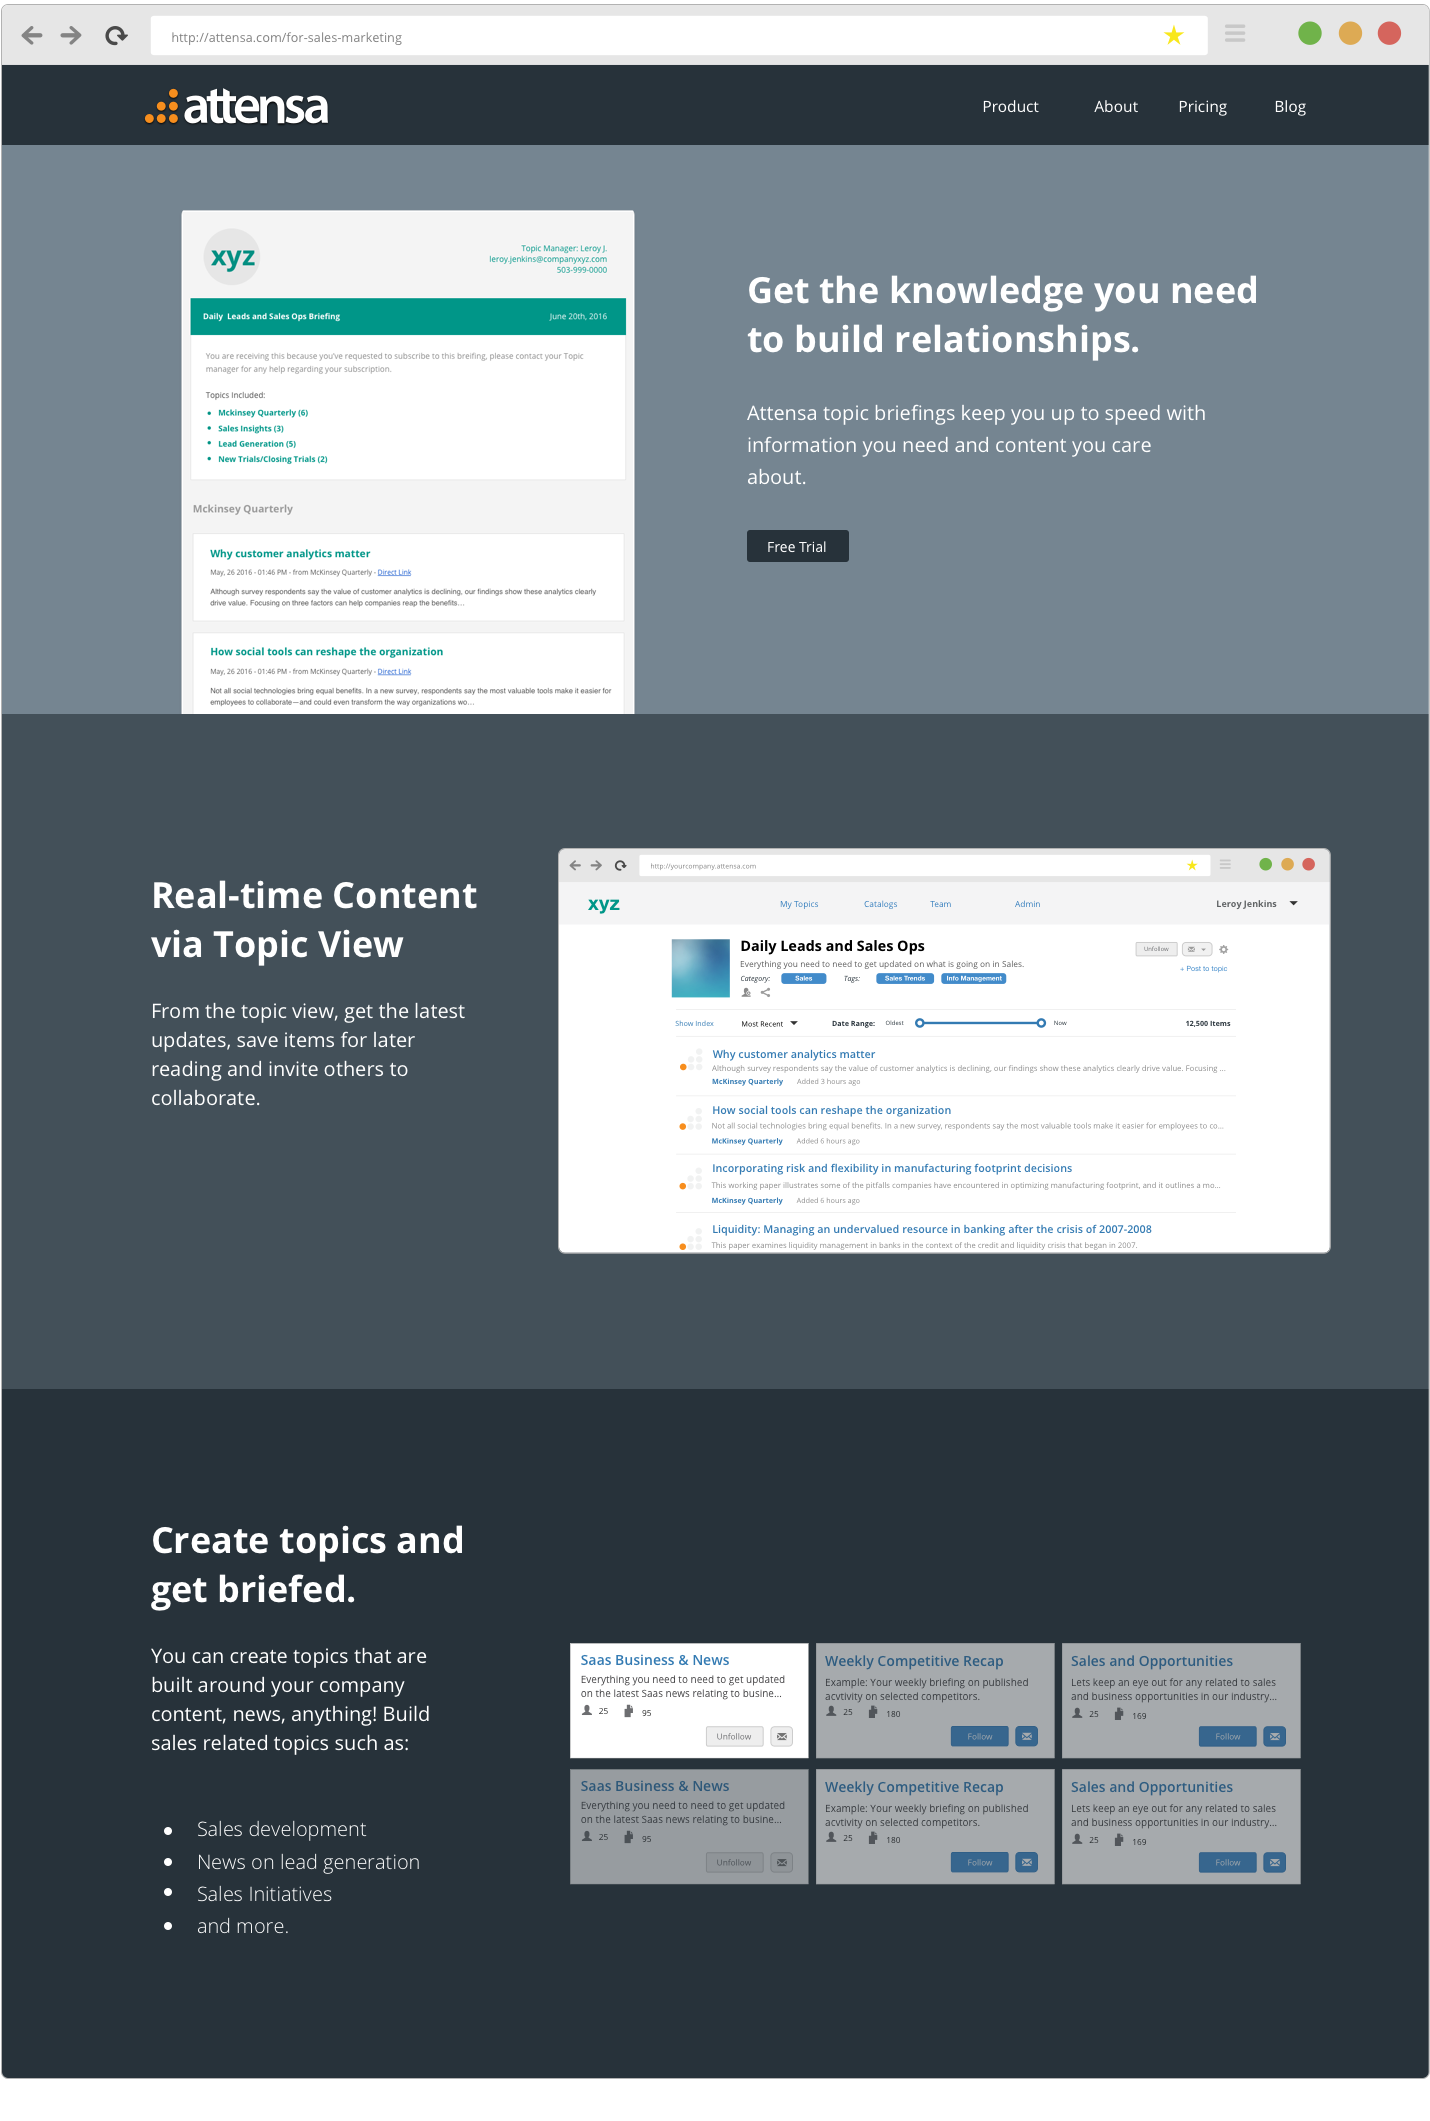 http://attensa.com/for-sales-marketing
attensa
Product About Pricing Blog
xyz
Topic Manager: Leroy J.
leroy.jenkins@companyxyz.com
503-999-0000
Daily Leads and Sales Ops Briefing June 20th, 2016
You are receiving this because you've requested to subscribe to this breifing, please contact your Topic
manager for any help regarding your subscription.
Topics Included:
Mckinsey Quarterly (6)
Sales Insights (3)
Lead Generation (5)
New Trials/Closing Trials (2)
Mckinsey Quarterly
Why customer analytics matter
May, 26 2016 - 01:46 PM - from McKinsey Quarterly - Direct Link
Although survey respondents say the value of customer analytics is declining, our findings show these analytics clearly
drive value. Focusing on three factors can help companies reap the benefits...
How social tools can reshape the organization
May, 26 2016 - 01:46 PM - from McKinsey Quarterly - Direct Link
Not all social technologies bring equal benefits. In a new survey, respondents say the most valuable tools make it easier for
employees to collaborate—and could even transform the way organizations wo...
Get the knowledge you need
to build relationships.
Attensa topic briefings keep you up to speed with
information you need and content you care
about.
Free Trial
Real-time Content
via Topic View
From the topic view, get the latest
updates, save items for later
reading and invite others to
collaborate.
http://yourcompany.attensa.com
xyz My Topics Catalogs Team Admin Leroy Jenkins
Daily Leads and Sales Ops
Unfollow
Everything you need to need to get updated on what is going on in Sales.
+ Post to topic
Category: Sales Tags: Sales Trends Info Management
Show Index Most Recent Date Range: Oldest Now 12,500 Items
Why customer analytics matter
Although survey respondents say the value of customer analytics is declining, our findings show these analytics clearly drive value. Focusing ...
McKinsey Quarterly Added 3 hours ago
How social tools can reshape the organization
Not all social technologies bring equal benefits. In a new survey, respondents say the most valuable tools make it easier for employees to co...
McKinsey Quarterly Added 6 hours ago
Incorporating risk and flexibility in manufacturing footprint decisions
This working paper illustrates some of the pitfalls companies have encountered in optimizing manufacturing footprint, and it outlines a mo...
McKinsey Quarterly Added 6 hours ago
Liquidity: Managing an undervalued resource in banking after the crisis of 2007-2008
This paper examines liquidity management in banks in the context of the credit and liquidity crisis that began in 2007.
Create topics and
get briefed.
You can create topics that are
built around your company
content, news, anything! Build
sales related topics such as:
Sales development
News on lead generation
Sales Initiatives
and more.
Saas Business & News
Everything you need to need to get updated
on the latest Saas news relating to busine...
25 95
Unfollow
Weekly Competitive Recap
Example: Your weekly briefing on published
acvtivity on selected competitors.
25 180
Follow
Sales and Opportunities
Lets keep an eye out for any related to sales
and business opportunities in our industry...
25 169
Follow
Saas Business & News
Everything you need to need to get updated
on the latest Saas news relating to busine...
25 95
Unfollow
Weekly Competitive Recap
Example: Your weekly briefing on published
acvtivity on selected competitors.
25 180
Follow
Sales and Opportunities
Lets keep an eye out for any related to sales
and business opportunities in our industry...
25 169
Follow